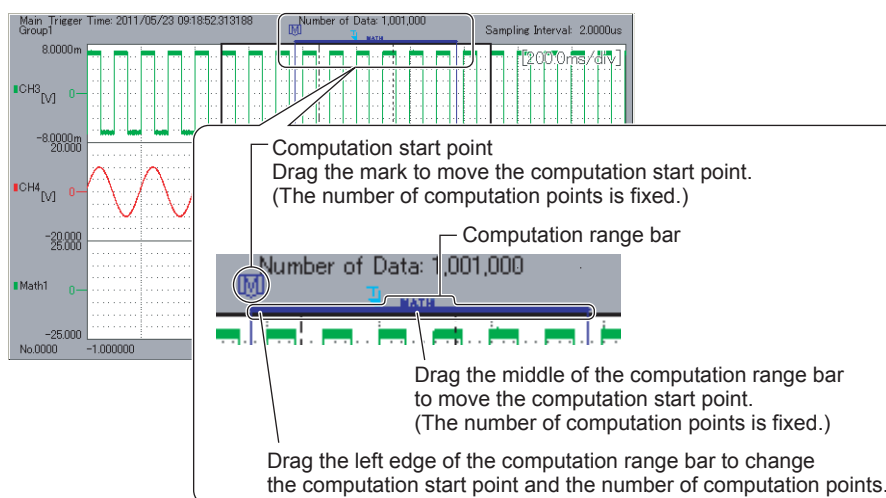 Main Trigger Time: 2011/05/23 09:18:52.313188
Number of Data: 1,001,000
Sampling Interval: 2.0000us
Group1
M
T
MATH
8.0000m
[200.0ms/div]
CH3
[V]
0
-8.0000m
20.000
CH4
[V]
0
-20.000
25.000
Math1
0
-25.000
No.0000
-1.000000
Computation start point
Drag the mark to move the computation start point.
(The number of computation points is fixed.)
Computation range bar
Number of Data: 1,001,000
M
T
MATH
Drag the middle of the computation range bar
to move the computation start point.
(The number of computation points is fixed.)
Drag the left edge of the computation range bar to change
the computation start point and the number of computation points.